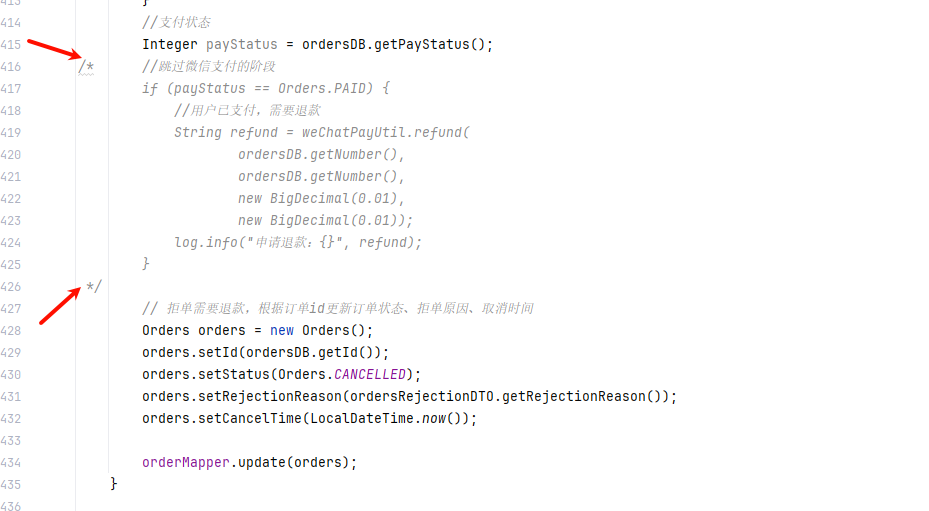 413        }
414        //支付状态
415        Integer payStatus = ordersDB.getPayStatus();
416 /*     //跳过微信支付的阶段
417        if (payStatus == Orders.PAID) {
418            //用户已支付，需要退款
419            String refund = weChatPayUtil.refund(
420                    ordersDB.getNumber(),
421                    ordersDB.getNumber(),
422                    new BigDecimal(0.01),
423                    new BigDecimal(0.01));
424            log.info("申请退款：{}", refund);
425        }
426  */
427        // 拒单需要退款，根据订单id更新订单状态、拒单原因、取消时间
428        Orders orders = new Orders();
429        orders.setId(ordersDB.getId());
430        orders.setStatus(Orders.CANCELLED);
431        orders.setRejectionReason(ordersRejectionDTO.getRejectionReason());
432        orders.setCancelTime(LocalDateTime.now());
433
434        orderMapper.update(orders);
435    }
436